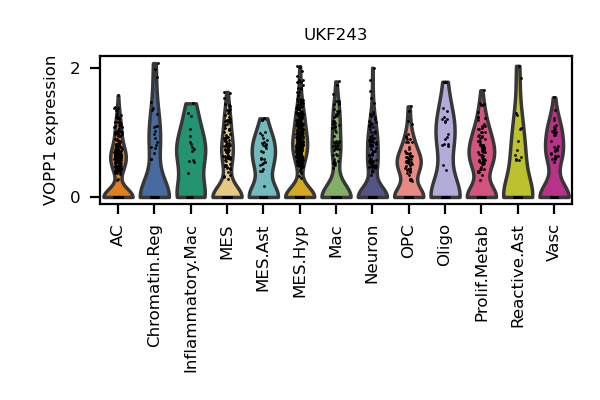 UKF243
VOPP1 expression
2
0
AC
Chromatin.Reg
Inflammatory.Mac
MES
MES.Ast
MES.Hyp
Mac
Neuron
OPC
Oligo
Prolif.Metab
Reactive.Ast
Vasc